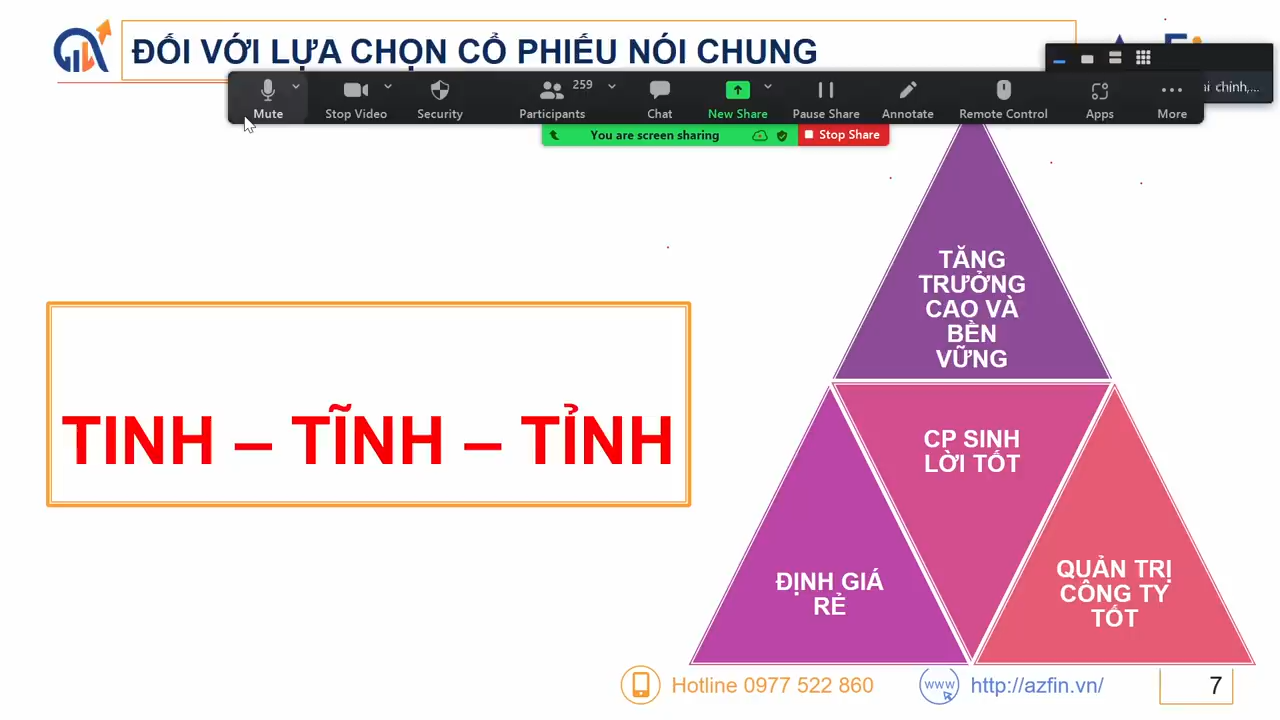 ĐỐI VỚI LỰA CHỌN CỔ PHIẾU NÓI CHUNG
ài chính,...
259
Mute
Stop Video
Security
Participants
Chat
New Share
Pause Share
Annotate
Remote Control
Apps
More
You are screen sharing
Stop Share
TĂNG
TRƯỞNG
CAO VÀ
BỀN
VỮNG
TINH – TĨNH – TỈNH
CP SINH
LỜI TỐT
ĐỊNH GIÁ
RẺ
QUẢN TRỊ
CÔNG TY
TỐT
Hotline 0977 522 860
www
http://azfin.vn/
7